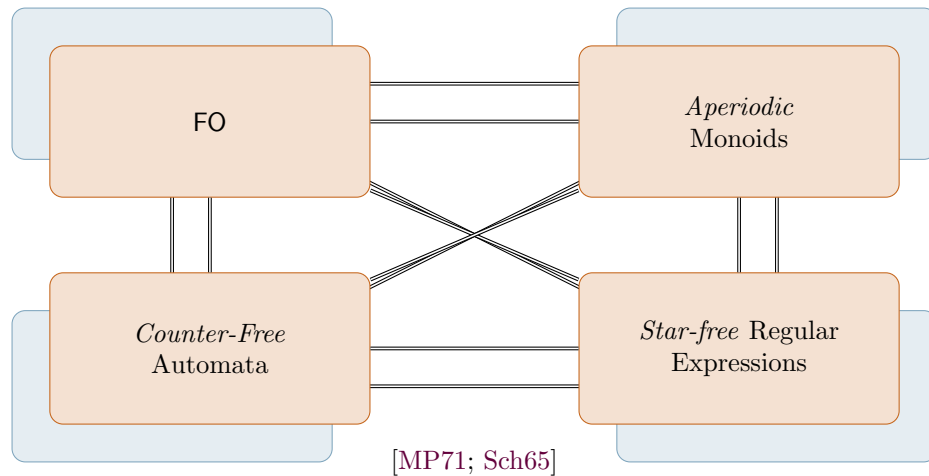 FO
Aperiodic
Monoids
Counter-Free
Automata
Star-free Regular
Expressions
[MP71; Sch65]